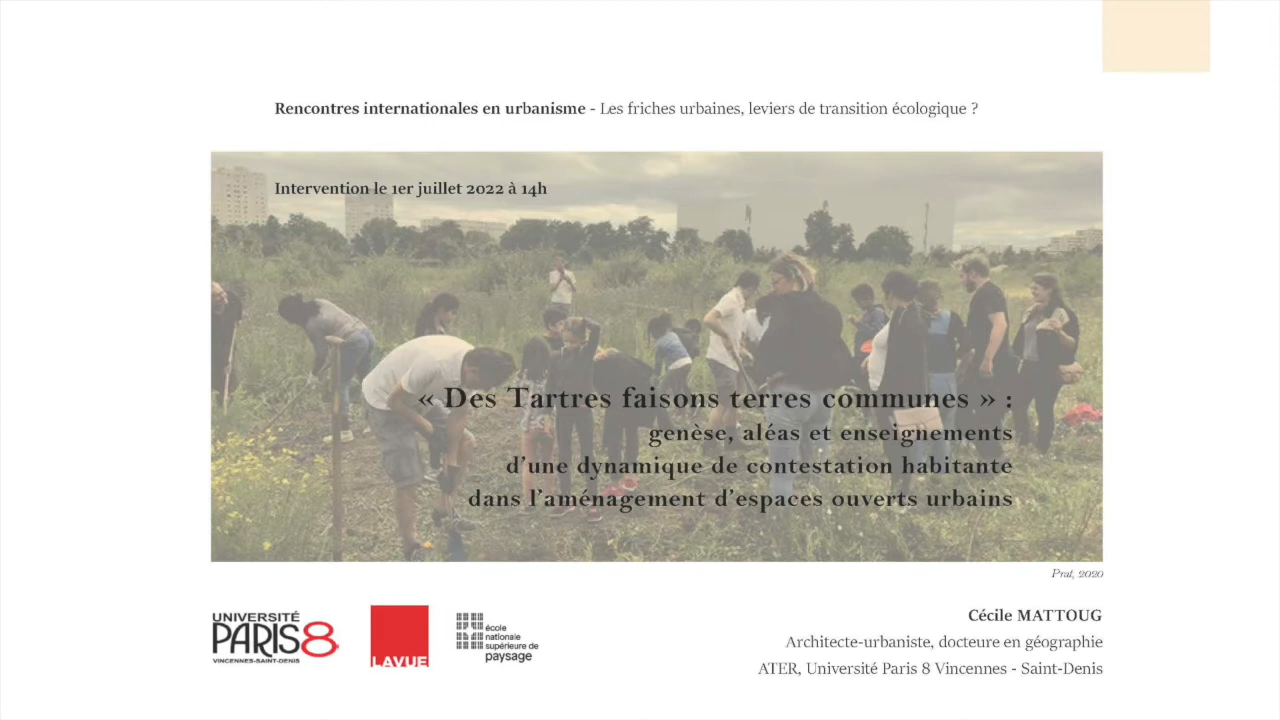 Rencontres internationales en urbanisme - Les friches urbaines, leviers de transition écologique ?
Intervention le 1er juillet 2022 à 14h
« Des Tartres faisons terres communes » :
genèse, aléas et enseignements
d'une dynamique de contestation habitante
dans l'aménagement d'espaces ouverts urbains
Prat, 2020
UNIVERSITÉ
PARIS8
VINCENNES-SAINT-DENIS
LAVUE
école
nationale
supérieure de
paysage
Cécile MATTOUG
Architecte-urbaniste, docteure en géographie
ATER, Université Paris 8 Vincennes - Saint-Denis